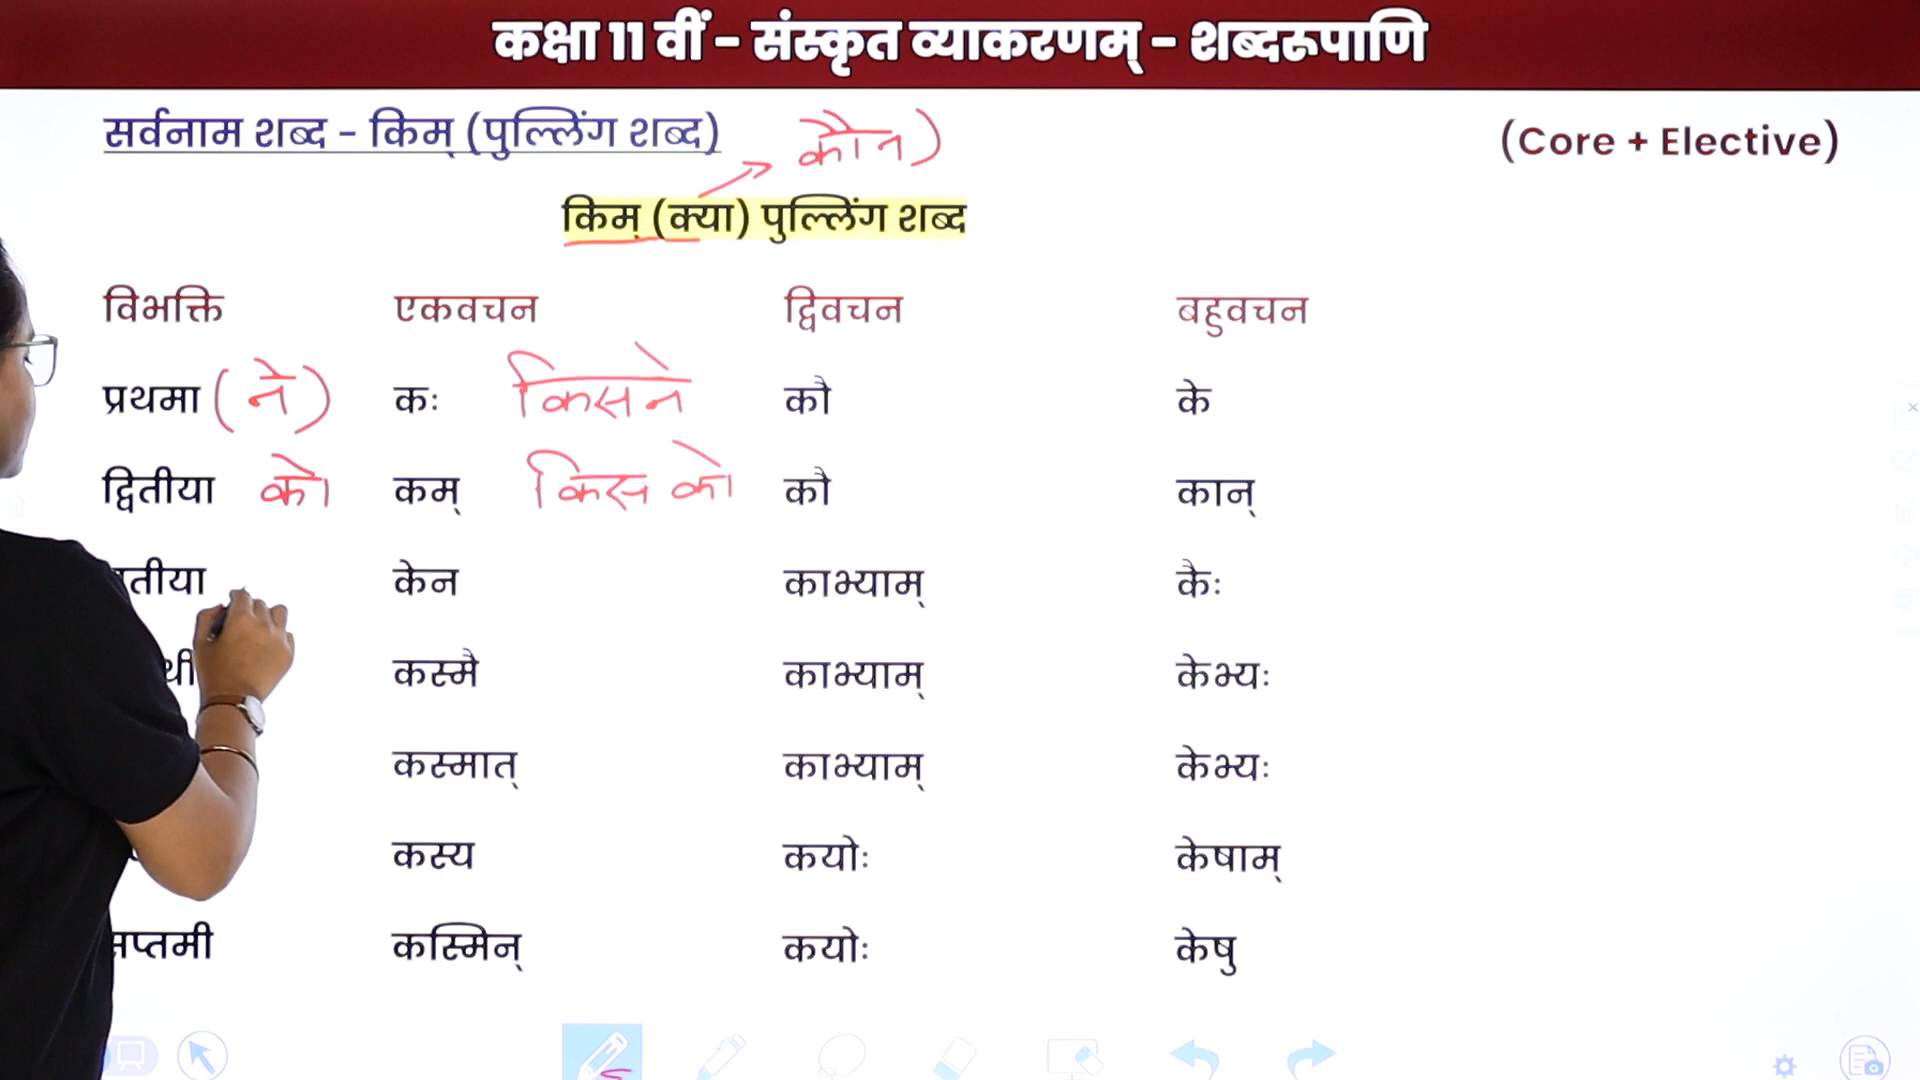 कक्षा 11 वीं - संस्कृत व्याकरणम् - शब्दरूपाणि
सर्वनाम शब्द - किम् (पुल्लिंग शब्द) कौन) (Core + Elective)
किम् (क्या) पुल्लिंग शब्द
विभक्ति एकवचन द्विवचन बहुवचन
प्रथमा (ने) कः किसने कौ के
द्वितीया को कम् किस को कौ कान्
केन काभ्याम् कैः
कस्मै काभ्याम् केभ्यः
कस्मात् काभ्याम् केभ्यः
कस्य कयोः केषाम्
सप्तमी कस्मिन् कयोः केषु